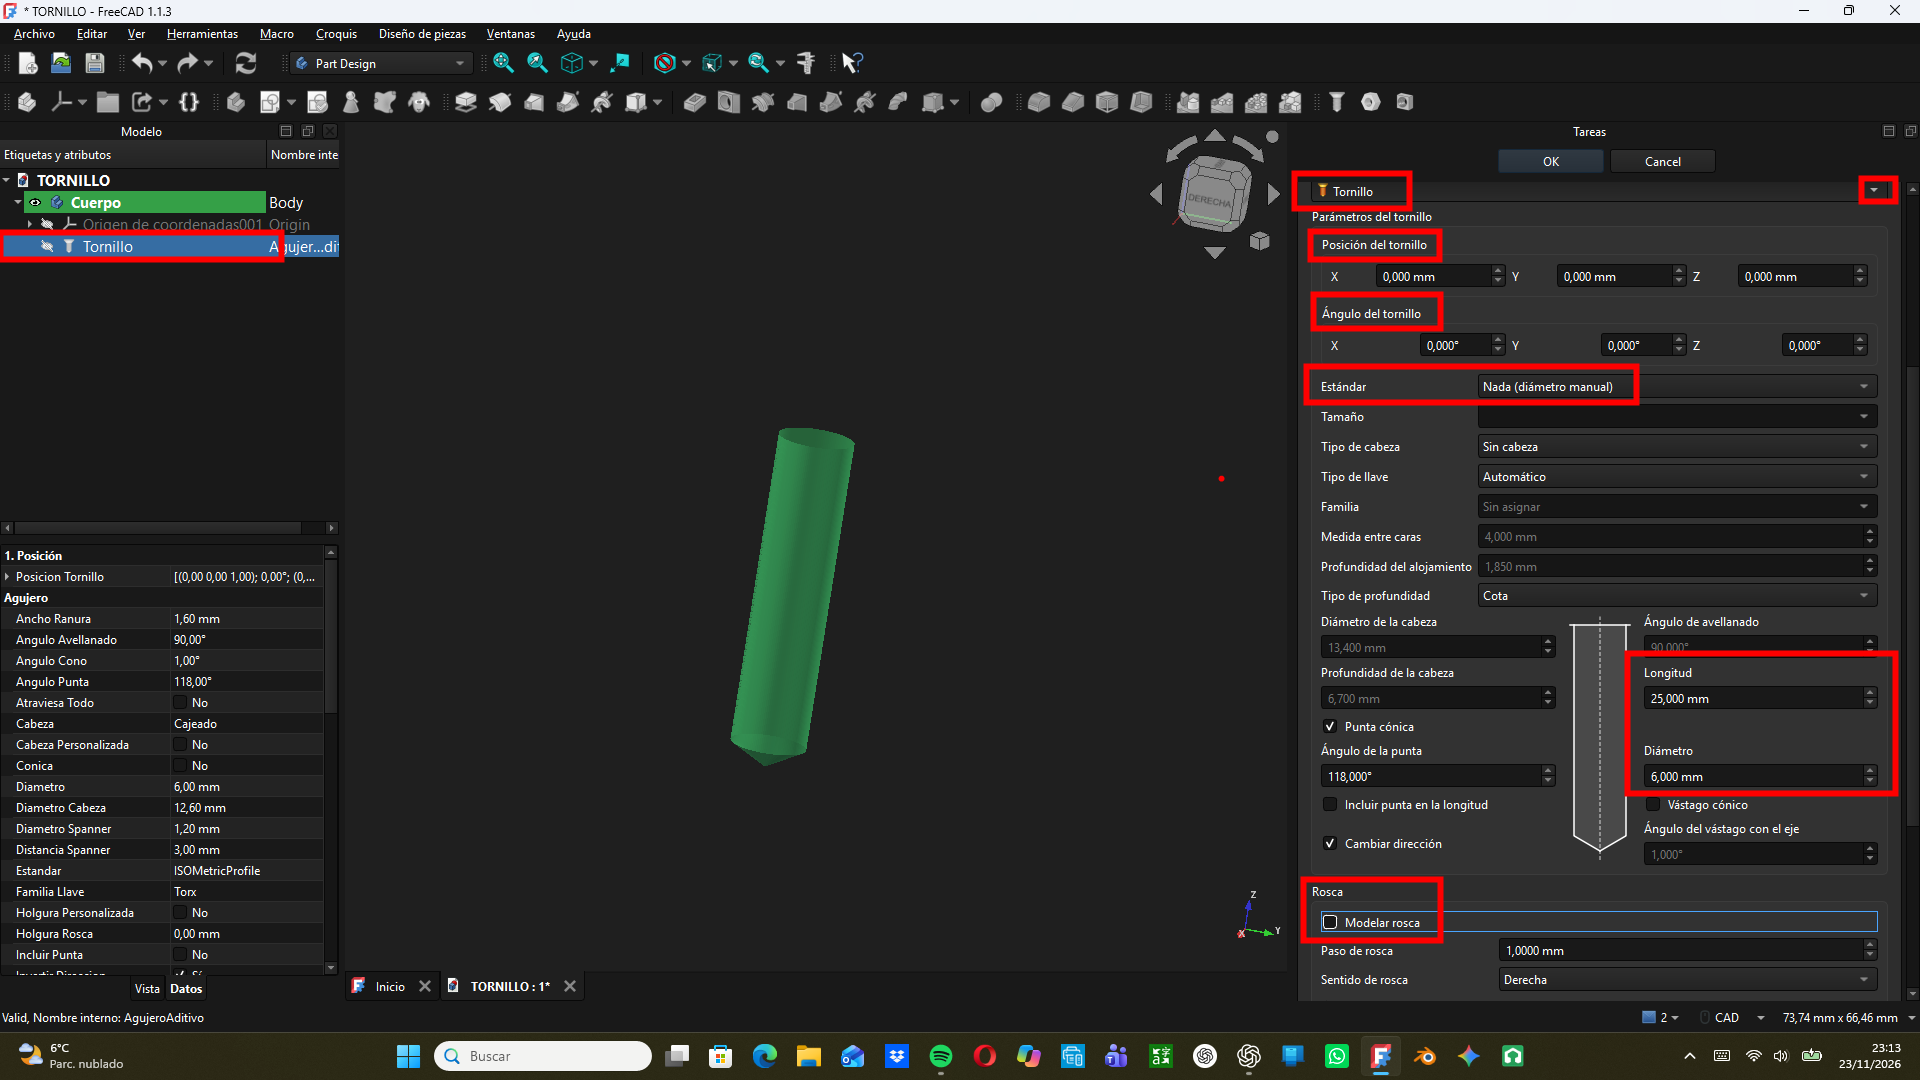 * TORNILLO - FreeCAD 1.1.3
Archivo Editar Ver Herramientas Macro Croquis Diseño de piezas Ventanas Ayuda
Part Design
Modelo
Etiquetas y atributos Nombre inte
TORNILLO
Cuerpo Body
Origen de coordenadas001 Origin
Tornillo Agujer...di
1. Posición
Posicion Tornillo [(0,00 0,00 1,00); 0,00°; (0,...
Agujero
Ancho Ranura 1,60 mm
Angulo Avellanado 90,00°
Angulo Cono 1,00°
Angulo Punta 118,00°
Atraviesa Todo No
Cabeza Cajeado
Cabeza Personalizada No
Conica No
Diametro 6,00 mm
Diametro Cabeza 12,60 mm
Diametro Spanner 1,20 mm
Distancia Spanner 3,00 mm
Estandar ISOMetricProfile
Familia Llave Torx
Holgura Personalizada No
Holgura Rosca 0,00 mm
Incluir Punta No
Vista Datos
DERECHA
Z
Y
X
Inicio TORNILLO : 1*
Tareas
OK Cancel
Tornillo
Parámetros del tornillo
Posición del tornillo
X 0,000 mm Y 0,000 mm Z 0,000 mm
Ángulo del tornillo
X 0,000° Y 0,000° Z 0,000°
Estándar Nada (diámetro manual)
Tamaño
Tipo de cabeza Sin cabeza
Tipo de llave Automático
Familia Sin asignar
Medida entre caras 4,000 mm
Profundidad del alojamiento 1,850 mm
Tipo de profundidad Cota
Diámetro de la cabeza Ángulo de avellanado
13,400 mm 90,000°
Profundidad de la cabeza Longitud
6,700 mm 25,000 mm
Punta cónica
Ángulo de la punta Diámetro
118,000° 6,000 mm
Incluir punta en la longitud Vástago cónico
Ángulo del vástago con el eje
Cambiar dirección 1,000°
Rosca
Modelar rosca
Paso de rosca 1,0000 mm
Sentido de rosca Derecha
Valid, Nombre interno: AgujeroAditivo 2 CAD 73,74 mm x 66,46 mm
6°C
Parc. nublado
Buscar
23:13
23/11/2026